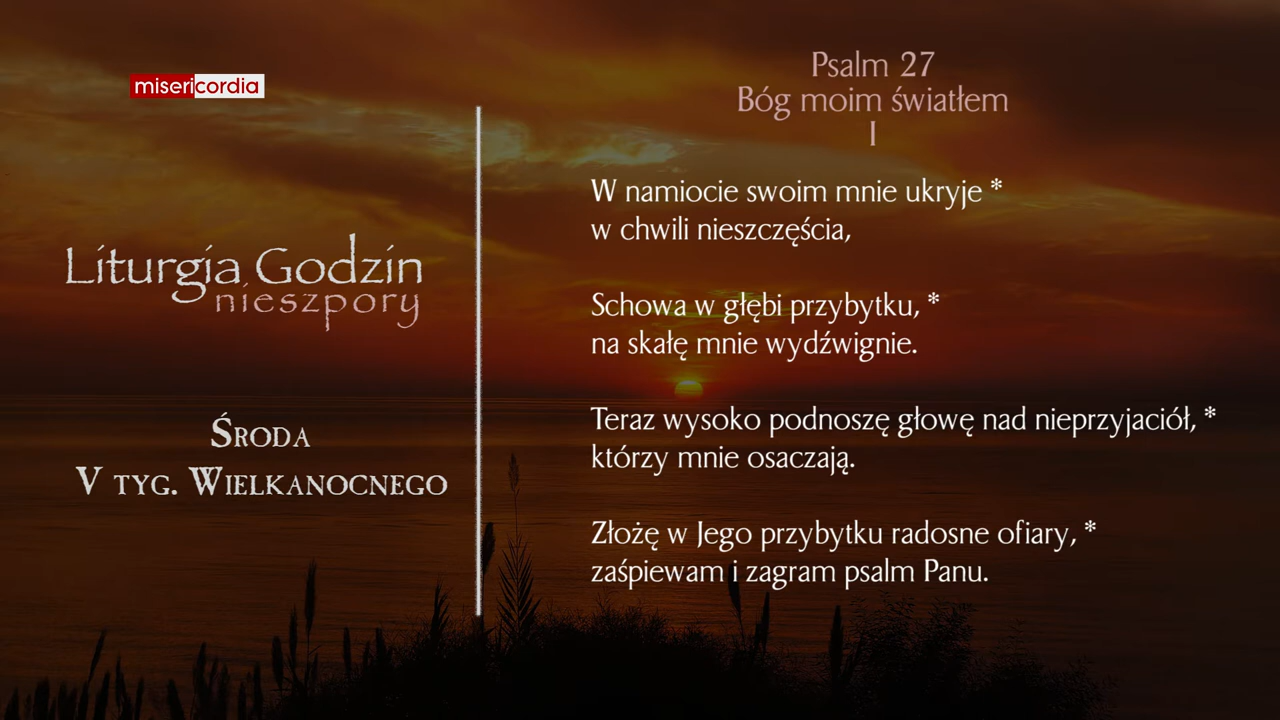 misericordia
Liturgia Godzin
nieszpory
Środa
V tyg. Wielkanocnego
Psalm 27
Bóg moim światłem
I
W namiocie swoim mnie ukryje *
w chwili nieszczęścia,
Schowa w głębi przybytku, *
na skałę mnie wydźwignie.
Teraz wysoko podnoszę głowę nad nieprzyjaciół, *
którzy mnie osaczają.
Złożę w Jego przybytku radosne ofiary, *
zaśpiewam i zagram psalm Panu.